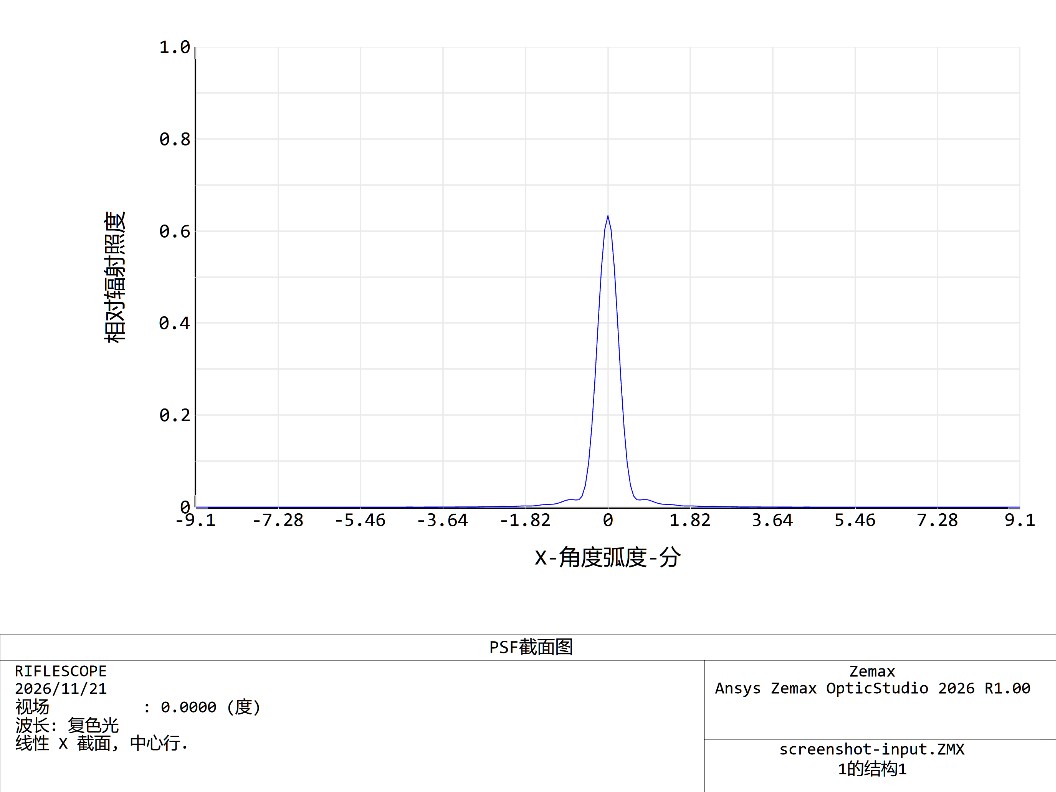 1.0
0.8
0.6
0.4
0.2
0
相对辐射照度
-9.1 -7.28 -5.46 -3.64 -1.82 0 1.82 3.64 5.46 7.28 9.1
X-角度弧度-分
PSF截面图
RIFLESCOPE
2026/11/21
视场 : 0.0000 (度)
波长: 复色光
线性 X 截面, 中心行.
Zemax
Ansys Zemax OpticStudio 2026 R1.00
screenshot-input.ZMX
1的结构1